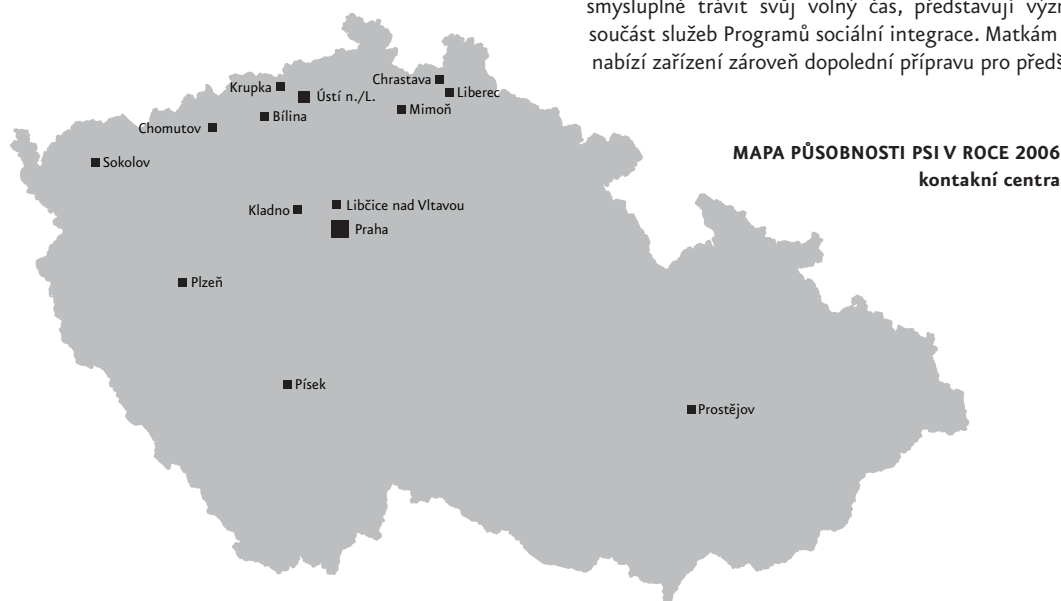 smysluplně trávit svůj volný čas, představují
součást služeb Programů sociální integrace. Matkám
nabízí zařízení zároveň dopolední přípravu pro
MAPA PŮSOBNOSTI PSI V ROCE 2006
kontakní centra
Chrastava
Krupka
Liberec
Ústí n./L.
Mimoň
Bílina
Chomutov
Sokolov
Libčice nad Vltavou
Kladno
Praha
Plzeň
Písek
Prostějov